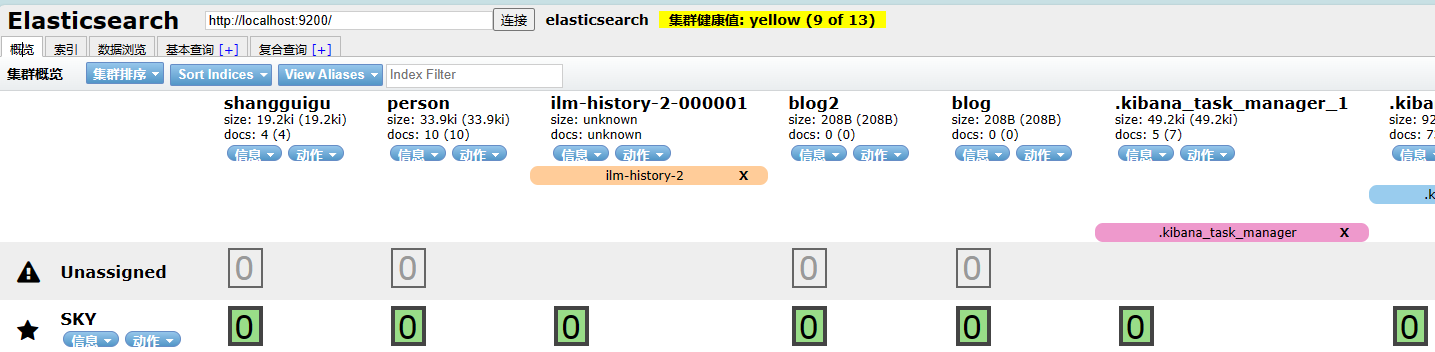 Elasticsearch http://localhost:9200/ 连接 elasticsearch 集群健康值: yellow (9 of 13)
概览 索引 数据浏览 基本查询 [+] 复合查询 [+]
集群概览 集群排序 Sort Indices View Aliases Index Filter
shangguigu person ilm-history-2-000001 blog2 blog .kibana_task_manager_1 .kiba
size: 19.2ki (19.2ki) size: 33.9ki (33.9ki) size: unknown size: 208B (208B) size: 208B (208B) size: 49.2ki (49.2ki) size: 92
docs: 4 (4) docs: 10 (10) docs: unknown docs: 0 (0) docs: 0 (0) docs: 5 (7) docs: 7
信息 动作 信息 动作 信息 动作 信息 动作 信息 动作 信息 动作 信息
ilm-history-2 X
.k
.kibana_task_manager X
Unassigned 0 0 0 0
SKY 0 0 0 0 0 0 0
信息 动作